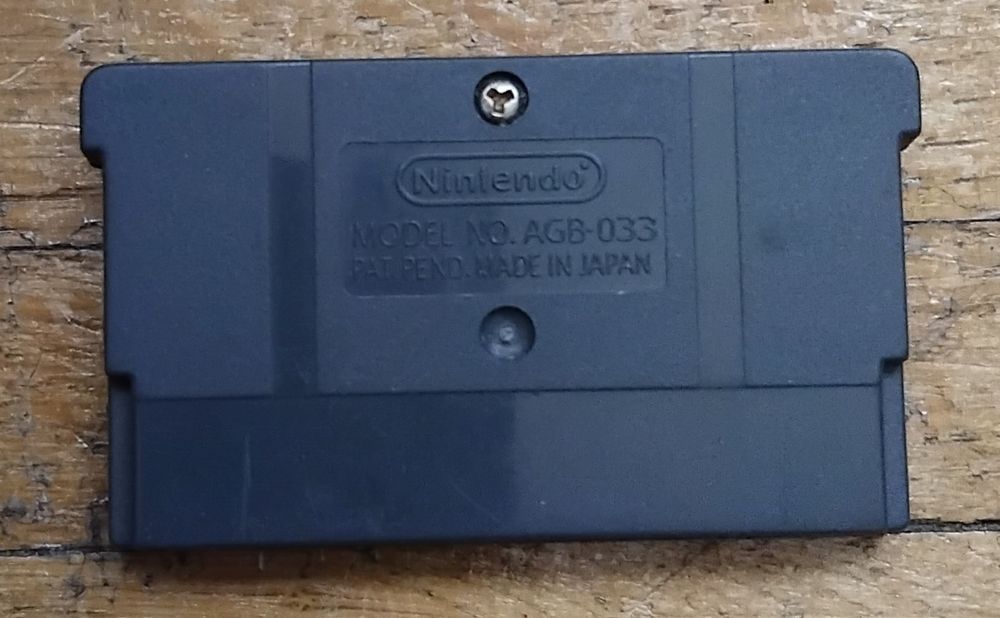 Nintendo
MODEL NO. AGB-033
PAT. PEND. MADE IN JAPAN